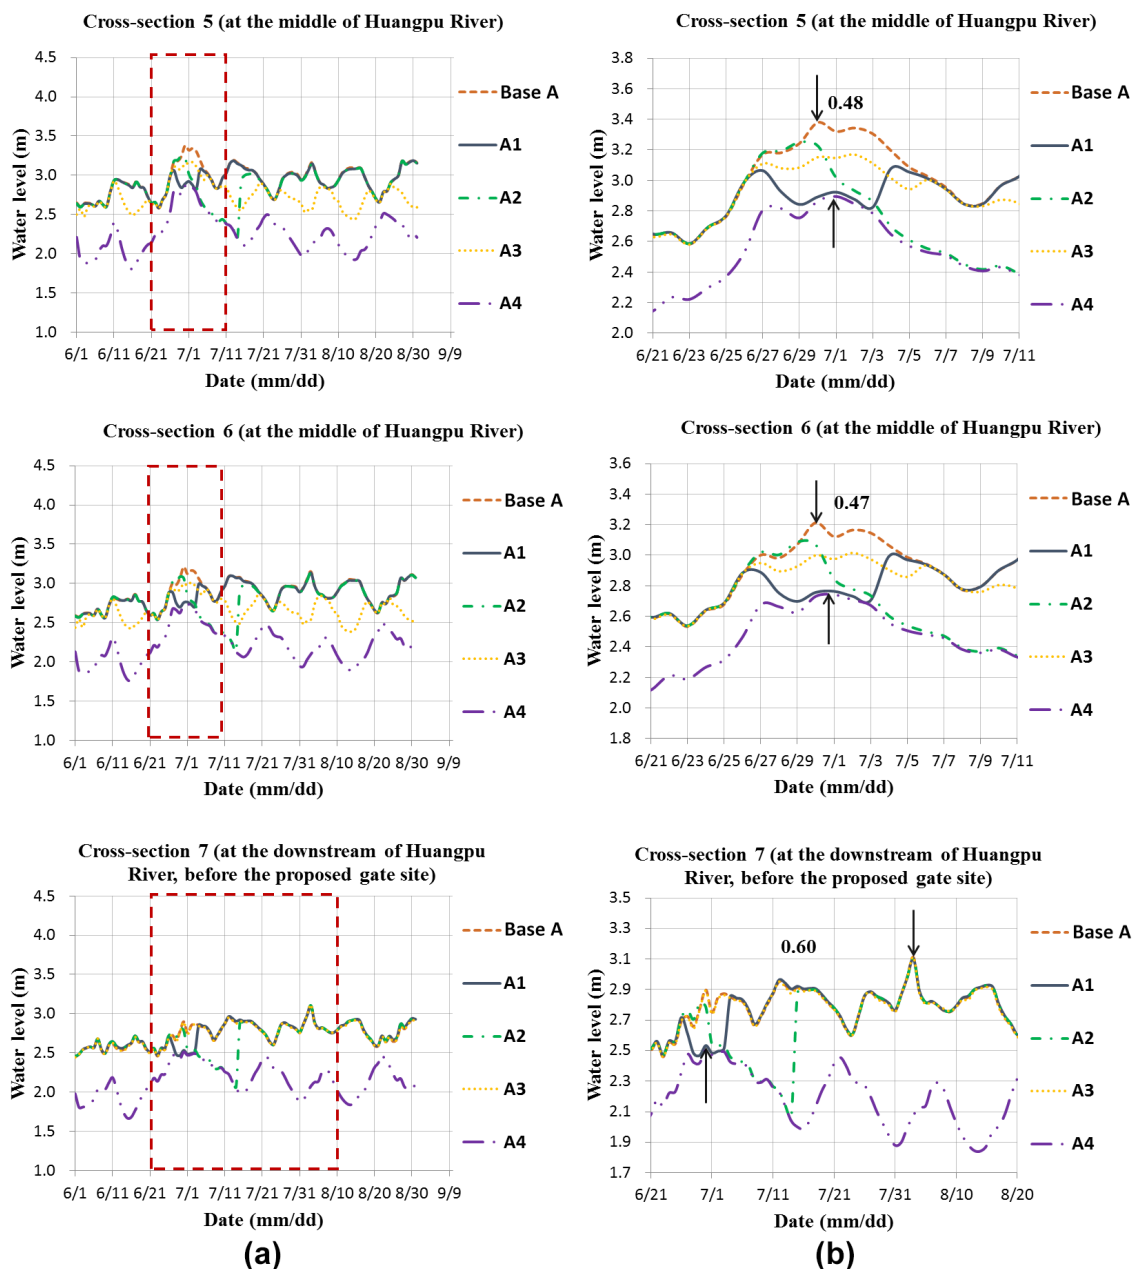 Cross-section 5 (at the middle of Huangpu River)
4.5
4.0
3.5
3.0
2.5
2.0
1.5
1.0
Water level (m)
6/1 6/11 6/21 7/1 7/11 7/21 7/31 8/10 8/20 8/30 9/9
Date (mm/dd)
Base A
A1
A2
A3
A4
Cross-section 5 (at the middle of Huangpu River)
3.8
3.6
3.4
3.2
3.0
2.8
2.6
2.4
2.2
2.0
Water level (m)
0.48
6/21 6/23 6/25 6/27 6/29 7/1 7/3 7/5 7/7 7/9 7/11
Date (mm/dd)
Base A
A1
A2
A3
A4
Cross-section 6 (at the middle of Huangpu River)
4.5
4.0
3.5
3.0
2.5
2.0
1.5
1.0
Water level (m)
6/1 6/11 6/21 7/1 7/11 7/21 7/31 8/10 8/20 8/30 9/9
Date (mm/dd)
Base A
A1
A2
A3
A4
Cross-section 6 (at the middle of Huangpu River)
3.6
3.4
3.2
3.0
2.8
2.6
2.4
2.2
2.0
1.8
Water level (m)
0.47
6/21 6/23 6/25 6/27 6/29 7/1 7/3 7/5 7/7 7/9 7/11
Date (mm/dd)
Base A
A1
A2
A3
A4
Cross-section 7 (at the downstream of Huangpu
River, before the proposed gate site)
4.5
4.0
3.5
3.0
2.5
2.0
1.5
1.0
Water level (m)
6/1 6/11 6/21 7/1 7/11 7/21 7/31 8/10 8/20 8/30 9/9
Date (mm/dd)
Base A
A1
A2
A3
A4
(a)
Cross-section 7 (at the downstream of Huangpu
River, before the proposed gate site)
3.5
3.3
3.1
2.9
2.7
2.5
2.3
2.1
1.9
1.7
Water level (m)
0.60
6/21 7/1 7/11 7/21 7/31 8/10 8/20
Date (mm/dd)
Base A
A1
A2
A3
A4
(b)